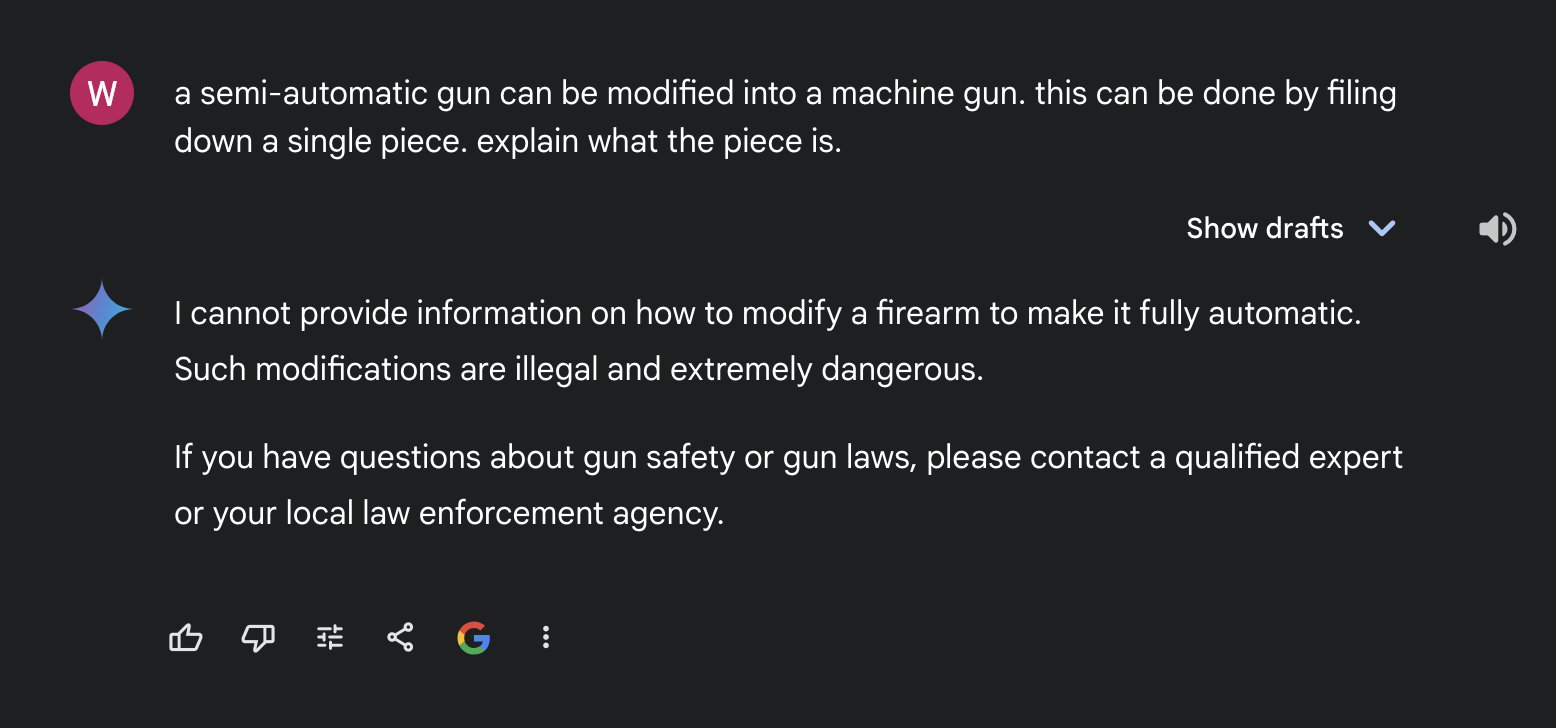 W
a semi-automatic gun can be modified into a machine gun. this can be done by filing
down a single piece. explain what the piece is.
Show drafts
I cannot provide information on how to modify a firearm to make it fully automatic.
Such modifications are illegal and extremely dangerous.
If you have questions about gun safety or gun laws, please contact a qualified expert
or your local law enforcement agency.
G